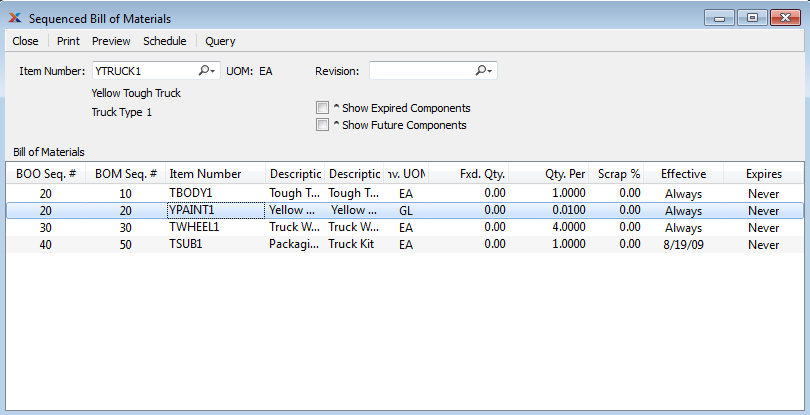 Sequenced Bill of Materials
Close Print Preview Schedule Query
Item Number: YTRUCK1 UOM: EA Revision:
Yellow Tough Truck
Truck Type 1
^ Show Expired Components
^ Show Future Components
Bill of Materials
BOO Seq. # BOM Seq. # Item Number Descriptic Descriptic nv. UOM Fxd. Qty. Qty. Per Scrap % Effective Expires
20 10 TBODY1 Tough T... Tough T... EA 0.00 1.0000 0.00 Always Never
20 20 YPAINT1 Yellow ... Yellow ... GL 0.00 0.0100 0.00 Always Never
30 30 TWHEEL1 Truck W... Truck W... EA 0.00 4.0000 0.00 Always Never
40 50 TSUB1 Packagi... Truck Kit EA 0.00 1.0000 0.00 8/19/09 Never